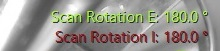 Scan Rotation E: 180.0 °
Scan Rotation I: 180.0 °